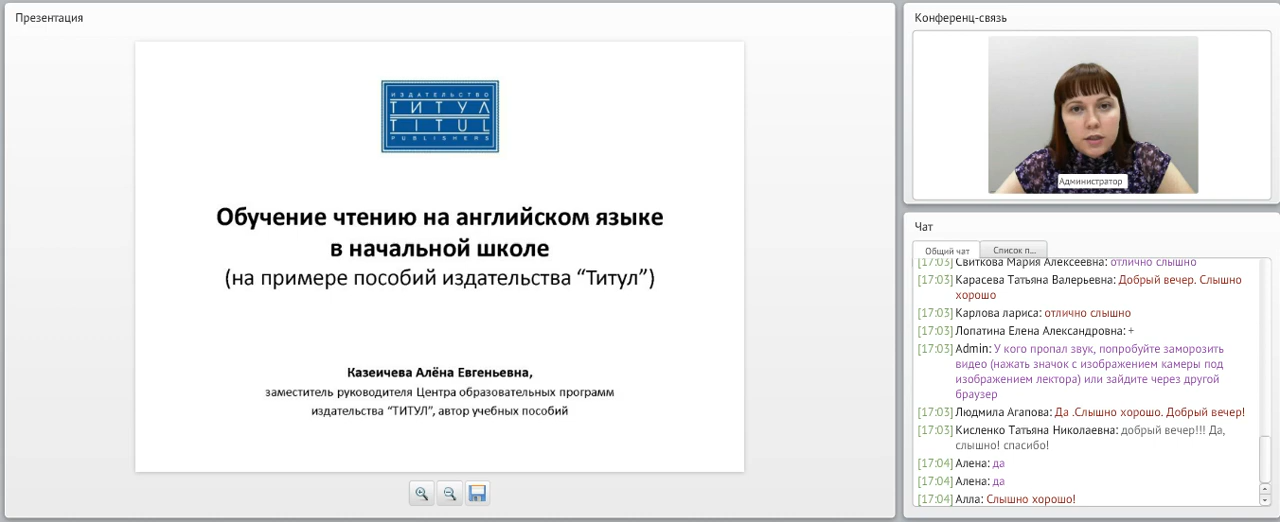 Презентация
ИЗДАТЕЛЬСТВО
ТИТУЛ
TITUL
PUBLISHERS
Обучение чтению на английском языке
в начальной школе
(на примере пособий издательства “Титул”)
Казеичева Алёна Евгеньевна,
заместитель руководителя Центра образовательных программ
издательства “ТИТУЛ”, автор учебных пособий
Конференц-связь
Администратор
Чат
Общий чат
Список п...
[17:03] Свиткова Мария Алексеевна: отлично слышно
[17:03] Карасева Татьяна Валерьевна: Добрый вечер. Слышно
хорошо
[17:03] Карлова лариса: отлично слышно
[17:03] Лопатина Елена Александровна: +
[17:03] Admin: У кого пропал звук, попробуйте заморозить
видео (нажать значок с изображением камеры под
изображением лектора) или зайдите через другой
браузер
[17:03] Людмила Агапова: Да .Слышно хорошо. Добрый вечер!
[17:03] Кисленко Татьяна Николаевна: добрый вечер!!! Да,
слышно! спасибо!
[17:04] Алена: да
[17:04] Алена: да
[17:04] Алла: Слышно хорошо!